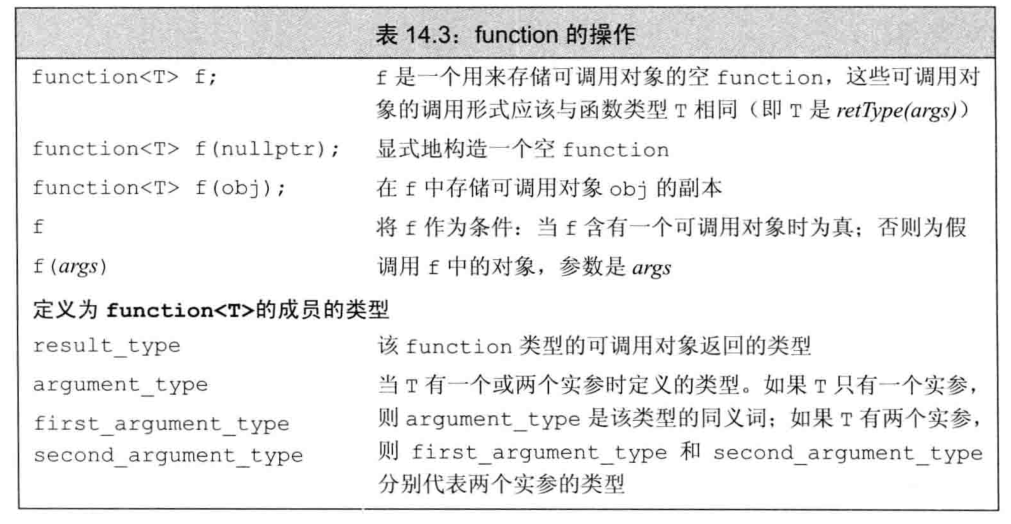 表 14.3：function 的操作
function<T> f; f 是一个用来存储可调用对象的空 function，这些可调用对
象的调用形式应该与函数类型 T 相同（即 T 是 retType(args)）
function<T> f(nullptr); 显式地构造一个空 function
function<T> f(obj); 在 f 中存储可调用对象 obj 的副本
f 将 f 作为条件：当 f 含有一个可调用对象时为真；否则为假
f(args) 调用 f 中的对象，参数是 args
定义为 function<T>的成员的类型
result_type 该 function 类型的可调用对象返回的类型
argument_type 当 T 有一个或两个实参时定义的类型。如果 T 只有一个实参，
first_argument_type 则 argument_type 是该类型的同义词；如果 T 有两个实参，
second_argument_type 则 first_argument_type 和 second_argument_type
分别代表两个实参的类型